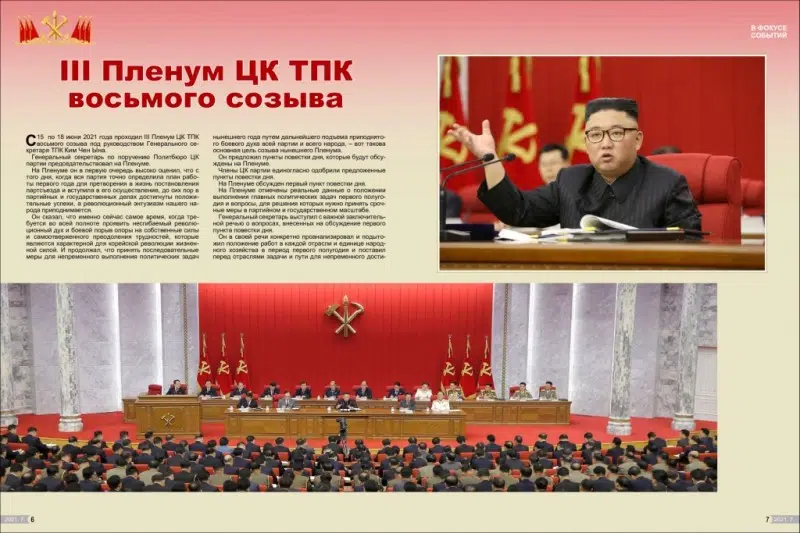 В ФОКУСЕ
СОБЫТИЙ
III Пленум ЦК ТПК
восьмого созыва
С 15 по 18 июня 2021 года проходил III Пленум ЦК ТПК
восьмого созыва под руководством Генерального се-
кретаря ТПК Ким Чен Ына.
Генеральный секретарь по поручению Политбюро ЦК
партии председательствовал на Пленуме.
На Пленуме он в первую очередь высоко оценил, что с
того дня, когда вся партия точно определила план рабо-
ты первого года для претворения в жизнь постановления
партсъезда и вступила в его осуществление, до сих пор в
партийных и государственных делах достигнуты положи-
тельные успехи, а революционный энтузиазм нашего на-
рода приподнимается.
Он сказал, что именно сейчас самое время, когда тре-
буется во всей полноте проявить несгибаемый револю-
ционный дух и боевой порыв опоры на собственные силы
и самоотверженного преодоления трудностей, которые
являются характерной для корейской революции жизнен-
ной силой. И продолжал, что принять последовательные
меры для непременного выполнения политических задач
нынешнего года путем дальнейшего подъема приподнято-
го боевого духа всей партии и всего народа, – вот такова
основная цель созыва нынешнего Пленума.
Он предложил пункты повестки дня, которые будут обсу-
ждены на Пленуме.
Члены ЦК партии единогласно одобрили предложенные
пункты повестки дня.
На Пленуме обсужден первый пункт повестки дня.
На Пленуме отмечены реальные данные о положении
выполнения главных политических задач первого полуго-
дия и вопросы, для решения которых нужно принять сроч-
ные меры в партийном и государственном масштабе.
Генеральный секретарь выступил с важной заключитель-
ной речью о вопросах, внесенных на обсуждение первого
пункта повестки дня.
Он в своей речи конкретно проанализировал и подыто-
жил положение работ в каждой отрасли и единице народ-
ного хозяйства в период первого полугодия и поставил
перед отраслями задачи и пути для непременного дости-
2021. 7. 6
7 2021. 7.